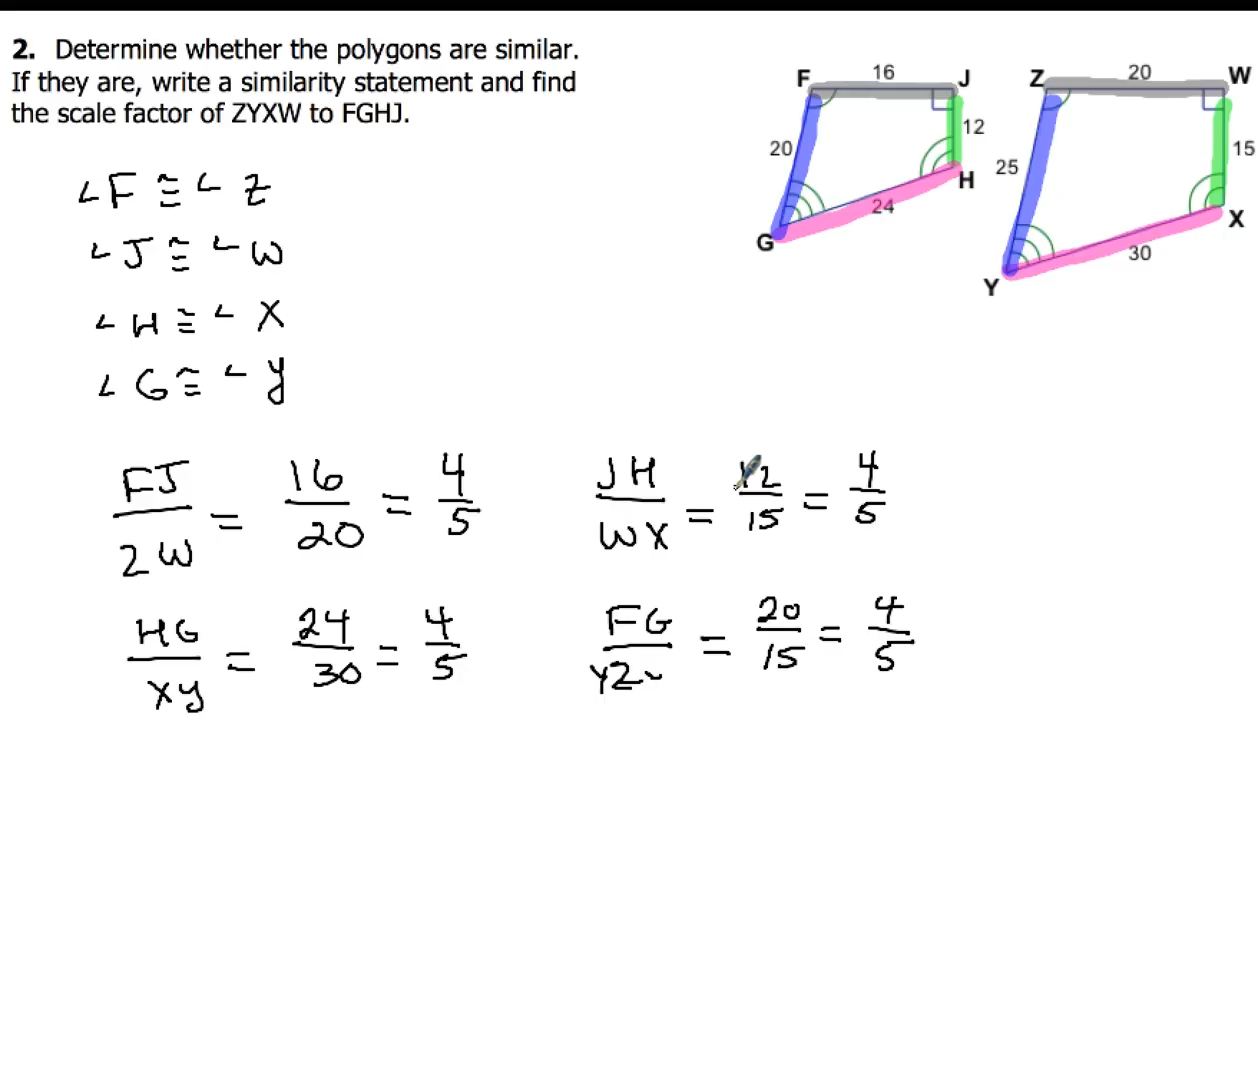 2. Determine whether the polygons are similar.
If they are, write a similarity statement and find
the scale factor of ZYXW to FGHJ.
F 16 J Z 20 W
12
20 15
25
H
24
X
G
30
Y
∠F ≅ ∠Z
∠J ≅ ∠W
∠H ≅ ∠X
∠G ≅ ∠Y
FJ/ZW = 16/20 = 4/5 JH/WX = 12/15 = 4/5
HG/XY = 24/30 = 4/5 FG/YZ = 20/15 = 4/5